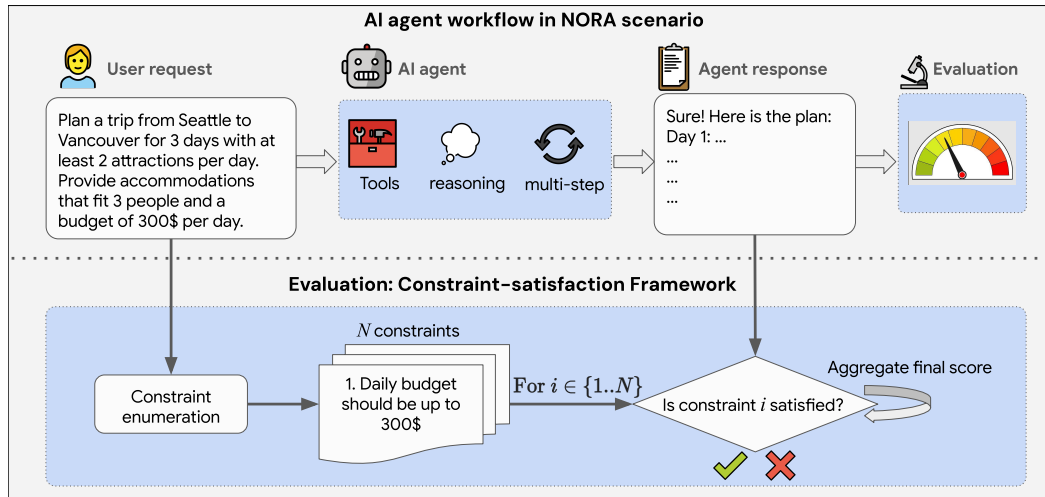 AI agent workflow in NORA scenario
User request
AI agent
Agent response
Evaluation
Plan a trip from Seattle to
Vancouver for 3 days with at
least 2 attractions per day.
Provide accommodations
that fit 3 people and a
budget of 300$ per day.
Tools
reasoning
multi-step
Sure! Here is the plan:
Day 1: ...
...
...
...
Evaluation: Constraint-satisfaction Framework
Constraint
enumeration
N constraints
1. Daily budget
should be up to
300$
For i ∈ {1..N}
Is constraint i satisfied?
Aggregate final score